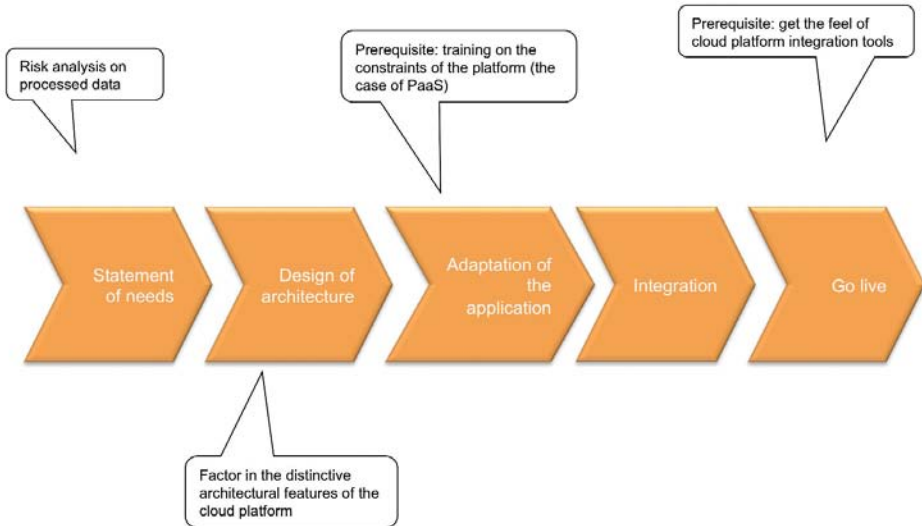 Prerequisite: get the feel of
cloud platform integration tools
Prerequisite: training on the
constraints of the platform (the
case of PaaS)
Risk analysis on
processed data
Statement
of needs
Design of
architecture
Adaptation of
the
application
Integration
Go live
Factor in the distinctive
architectural features of the
cloud platform